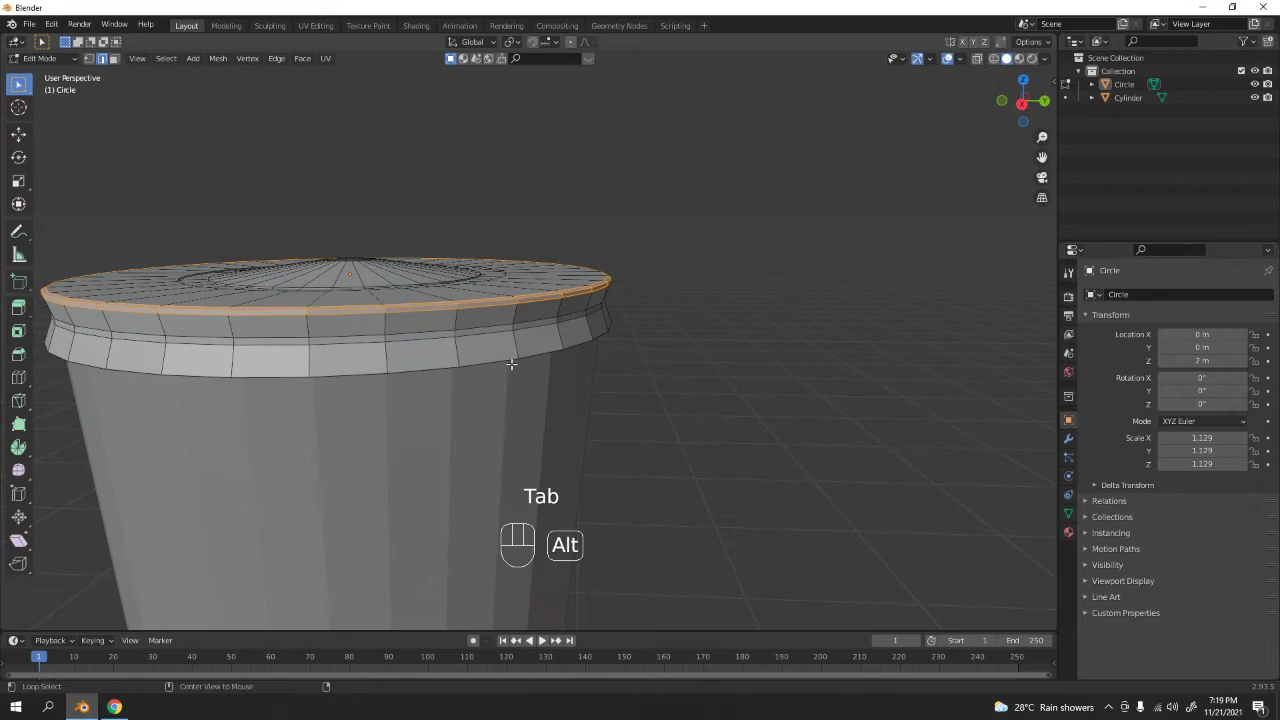 Blender
File Edit Render Window Help
Layout Modeling Sculpting UV Editing Texture Paint Shading Animation Rendering Compositing Geometry Nodes Scripting +
Scene
View Layer
Global
X Y Z
Options
Edit Mode
View Select Add Mesh Vertex Edge Face UV
User Perspective
(1) Circle
Z
Y
X
Scene Collection
Collection
Circle
Cylinder
Circle
Circle
Transform
Location X 0 m
Y 0 m
Z 2 m
Rotation X 0°
Y 0°
Z 0°
Mode XYZ Euler
Scale X 1.129
Y 1.129
Z 1.129
Delta Transform
Relations
Collections
Instancing
Motion Paths
Visibility
Viewport Display
Line Art
Custom Properties
Tab
Alt
Playback Keying View Marker
1
Start 1
End 250
1 10 20 30 40 50 60 70 80 90 100 110 120 130 140 150 160 170 180 190 200 210 220 230 240 250
Loop Select
Center View to Mouse
2.93.5
28°C Rain showers
7:19 PM
11/21/2021